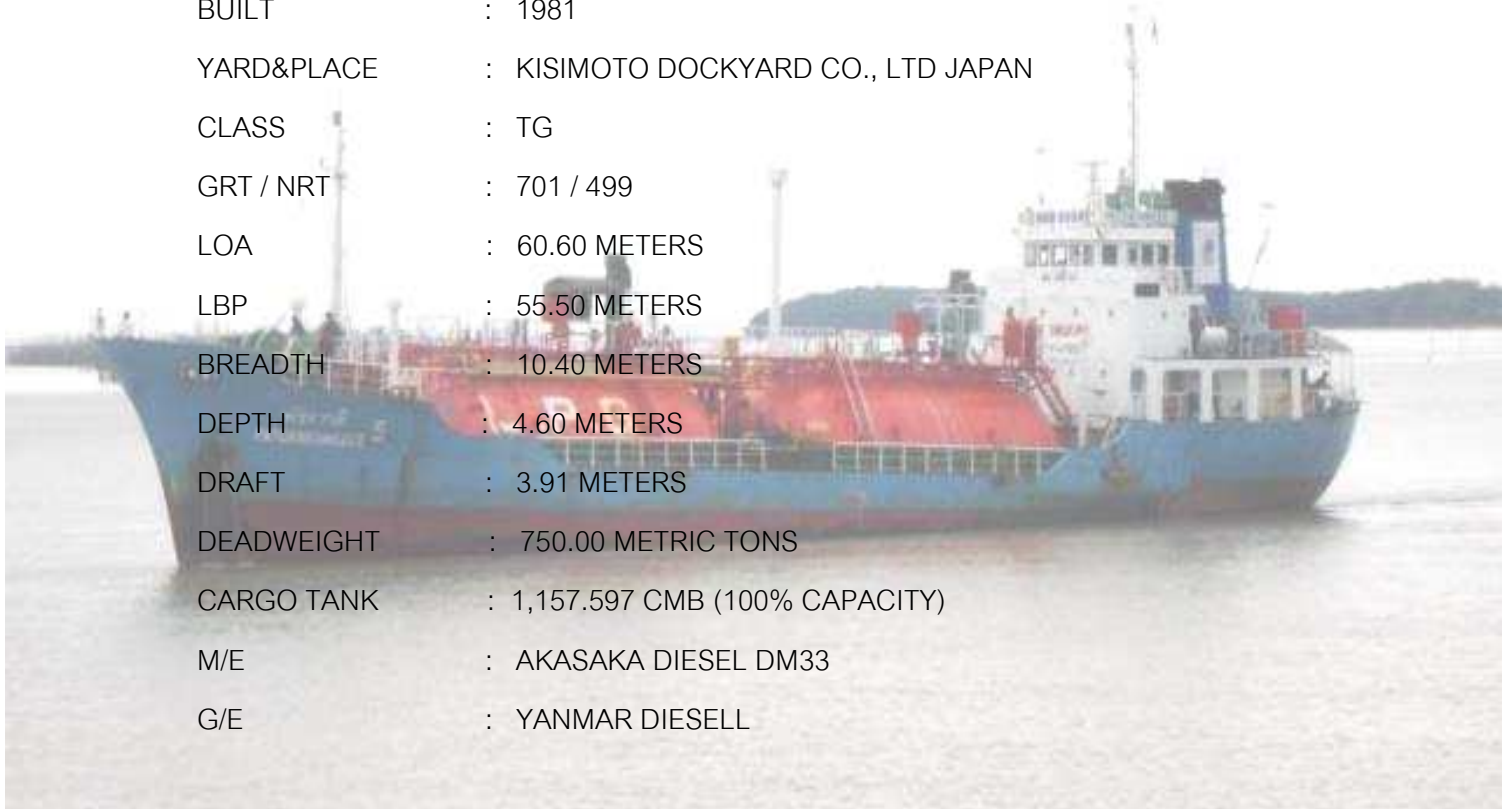 BUILT : 1981
YARD&PLACE : KISIMOTO DOCKYARD CO., LTD JAPAN
CLASS : TG
GRT / NRT : 701 / 499
LOA : 60.60 METERS
LBP : 55.50 METERS
BREADTH : 10.40 METERS
DEPTH : 4.60 METERS
DRAFT : 3.91 METERS
DEADWEIGHT : 750.00 METRIC TONS
CARGO TANK : 1,157.597 CMB (100% CAPACITY)
M/E : AKASAKA DIESEL DM33
G/E : YANMAR DIESELL